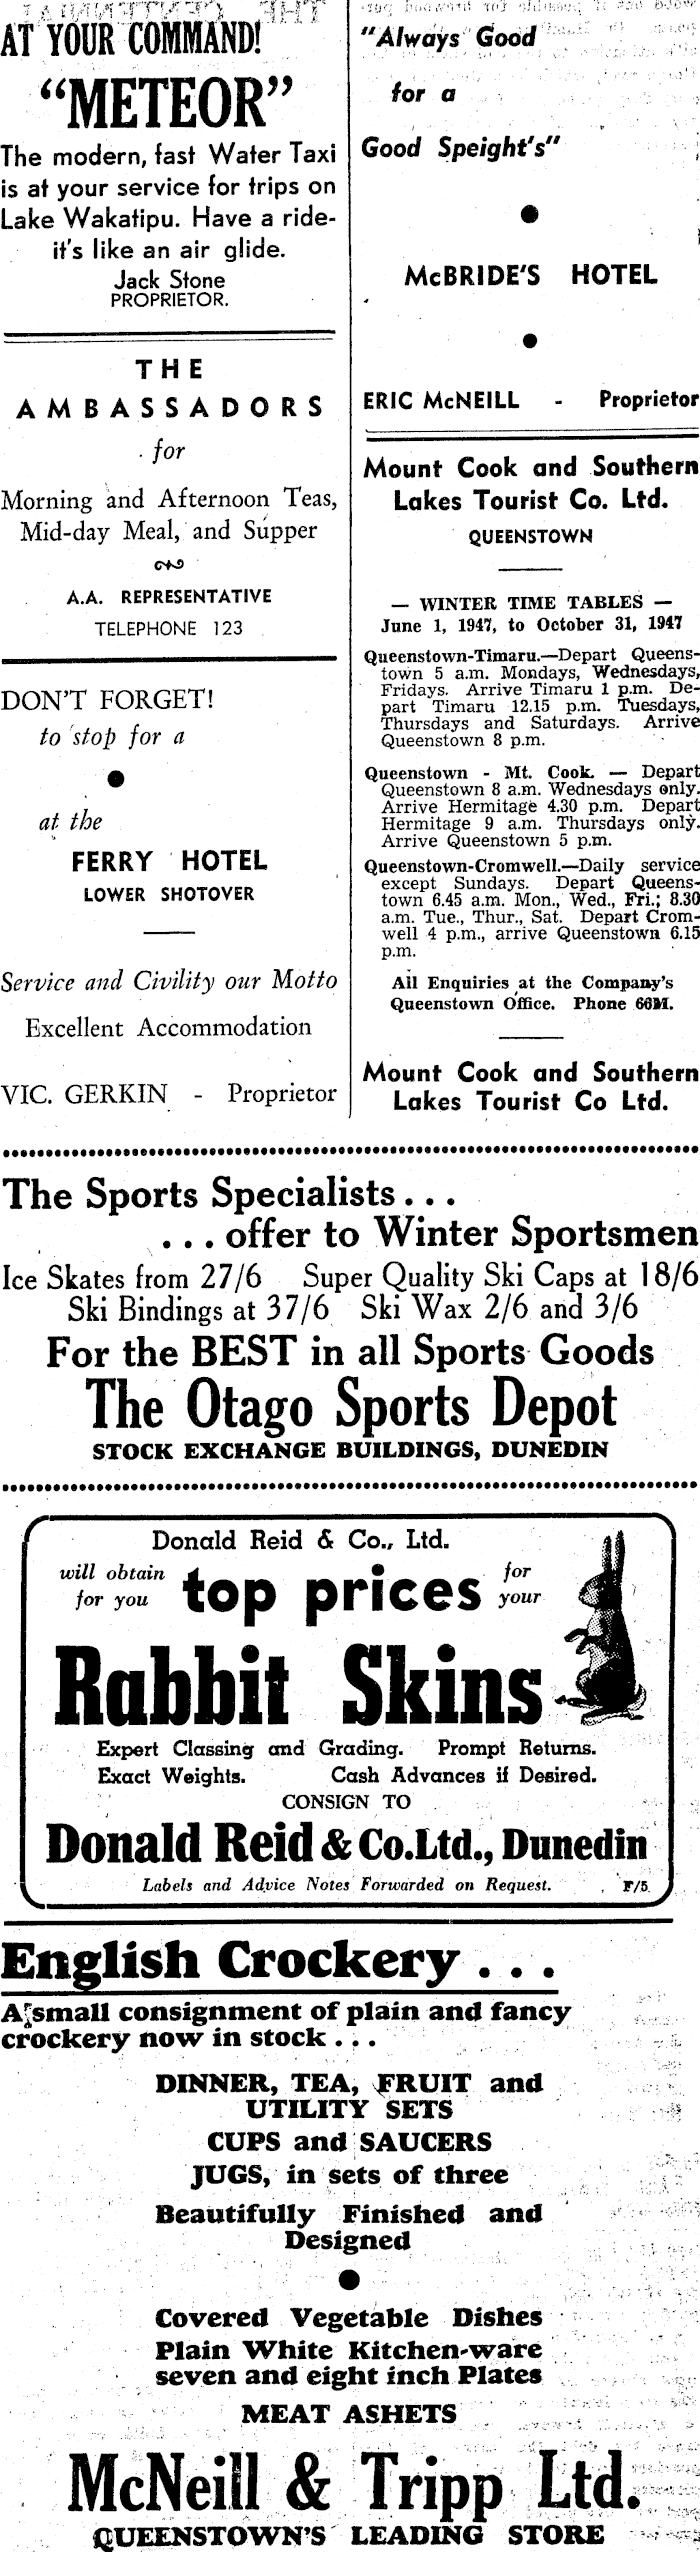 AT YOUR COMMAND!
"METEOR"
The modern, fast Water Taxi
is at your service for trips on
Lake Wakatipu. Have a ride-
it's like an air glide.
Jack Stone
PROPRIETOR.
THE
AMBASSADORS
for
Morning and Afternoon Teas,
Mid-day Meal, and Supper
A.A. REPRESENTATIVE
TELEPHONE 123
DON'T FORGET!
to stop for a
●
at the
FERRY HOTEL
LOWER SHOTOVER
Service and Civility our Motto
Excellent Accommodation
VIC. GERKIN - Proprietor
"Always Good
for a
Good Speight's"
●
McBRIDE'S HOTEL
●
ERIC McNEILL - Proprietor
Mount Cook and Southern
Lakes Tourist Co. Ltd.
QUEENSTOWN
— WINTER TIME TABLES —
June 1, 1947, to October 31, 1947
Queenstown-Timaru.—Depart Queens-
town 5 a.m. Mondays, Wednesdays,
Fridays. Arrive Timaru 1 p.m. De-
part Timaru 12.15 p.m. Tuesdays,
Thursdays and Saturdays. Arrive
Queenstown 8 p.m.
Queenstown - Mt. Cook. — Depart
Queenstown 8 a.m. Wednesdays only.
Arrive Hermitage 4.30 p.m. Depart
Hermitage 9 a.m. Thursdays only.
Arrive Queenstown 5 p.m.
Queenstown-Cromwell.—Daily service
except Sundays. Depart Queens-
town 6.45 a.m. Mon., Wed., Fri.; 8.30
a.m. Tue., Thur., Sat. Depart Crom-
well 4 p.m., arrive Queenstown 6.15
p.m.
All Enquiries at the Company's
Queenstown Office. Phone 66M.
Mount Cook and Southern
Lakes Tourist Co Ltd.
The Sports Specialists...
...offer to Winter Sportsmen
Ice Skates from 27/6 Super Quality Ski Caps at 18/6
Ski Bindings at 37/6 Ski Wax 2/6 and 3/6
For the BEST in all Sports Goods
The Otago Sports Depot
STOCK EXCHANGE BUILDINGS, DUNEDIN
Donald Reid & Co., Ltd.
will obtain for you top prices for your
Rabbit Skins
Expert Classing and Grading. Prompt Returns.
Exact Weights. Cash Advances if Desired.
CONSIGN TO
Donald Reid & Co. Ltd., Dunedin
Labels and Advice Notes Forwarded on Request. F/5
English Crockery...
A small consignment of plain and fancy
crockery now in stock...
DINNER, TEA, FRUIT and
UTILITY SETS
CUPS and SAUCERS
JUGS, in sets of three
Beautifully Finished and
Designed
●
Covered Vegetable Dishes
Plain White Kitchen-ware
seven and eight inch Plates
MEAT ASHETS
McNeill & Tripp Ltd.
QUEENSTOWN'S LEADING STORE